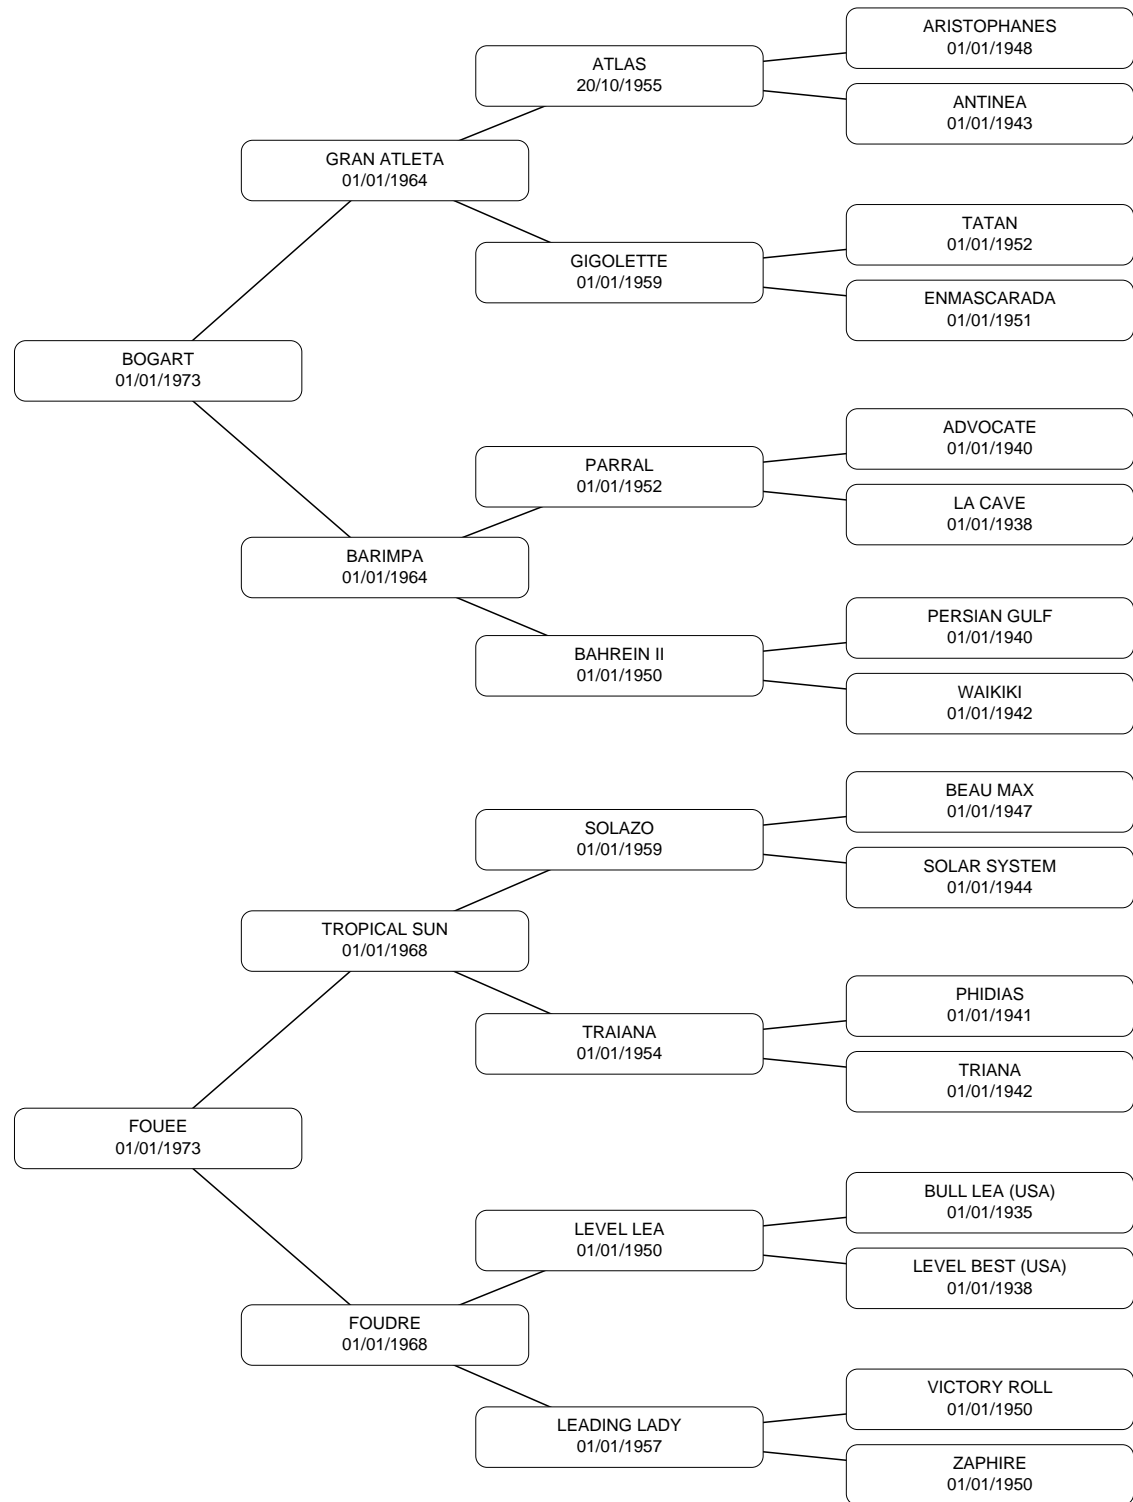 ARISTOPHANES
01/01/1948
ATLAS
20/10/1955
ANTINEA
01/01/1943
GRAN ATLETA
01/01/1964
TATAN
01/01/1952
GIGOLETTE
01/01/1959
ENMASCARADA
01/01/1951
BOGART
01/01/1973
ADVOCATE
01/01/1940
PARRAL
01/01/1952
LA CAVE
01/01/1938
BARIMPA
01/01/1964
PERSIAN GULF
01/01/1940
BAHREIN II
01/01/1950
WAIKIKI
01/01/1942
BEAU MAX
01/01/1947
SOLAZO
01/01/1959
SOLAR SYSTEM
01/01/1944
TROPICAL SUN
01/01/1968
PHIDIAS
01/01/1941
TRAIANA
01/01/1954
TRIANA
01/01/1942
FOUEE
01/01/1973
BULL LEA (USA)
01/01/1935
LEVEL LEA
01/01/1950
LEVEL BEST (USA)
01/01/1938
FOUDRE
01/01/1968
VICTORY ROLL
01/01/1950
LEADING LADY
01/01/1957
ZAPHIRE
01/01/1950